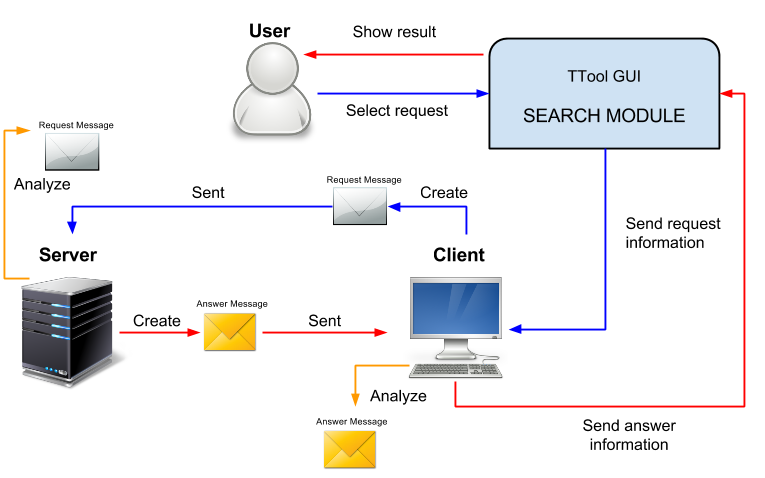 User
Show result
TTool GUI
SEARCH MODULE
Select request
Request Message
Analyze
Request Message
Sent
Create
Send request
information
Server
Client
Answer Message
Create
Sent
Analyze
Answer Message
Send answer
information